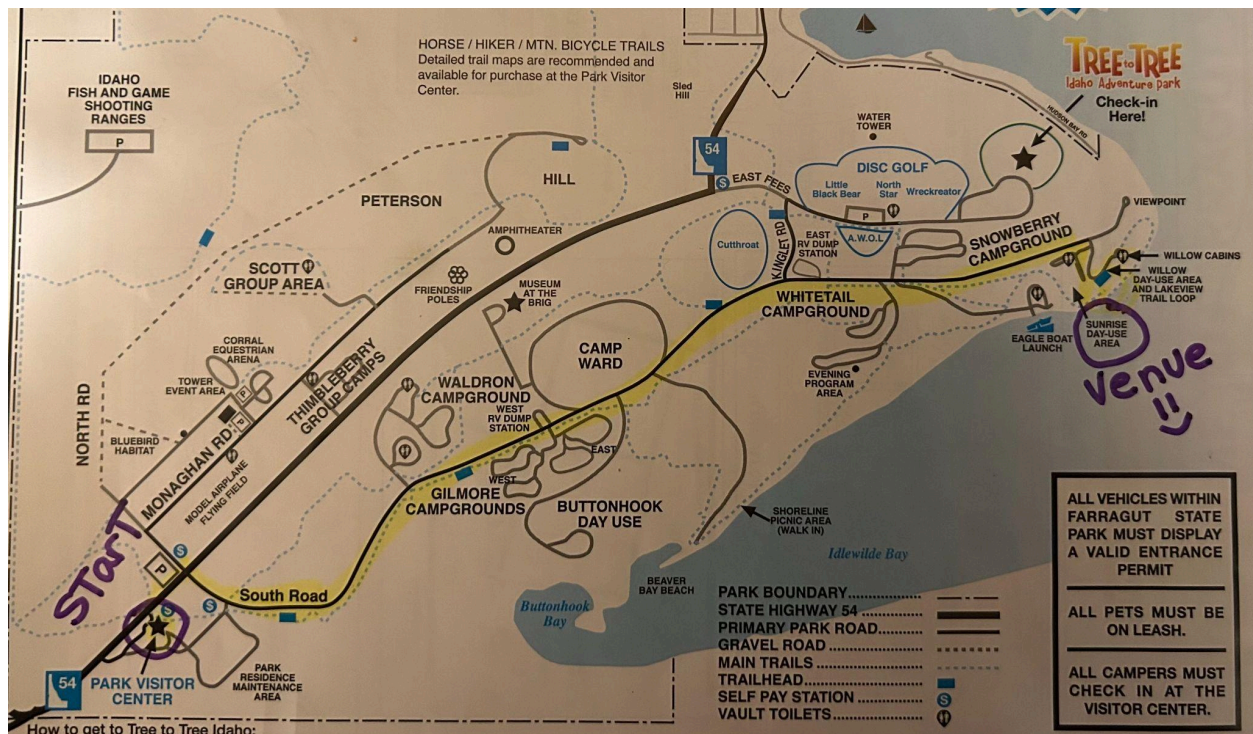 HORSE / HIKER / MTN. BICYCLE TRAILS
Detailed trail maps are recommended and
available for purchase at the Park Visitor
Center.
TREE to TREE
Idaho Adventure Park
Check-in
Here!
HUDSON BAY RD
IDAHO
FISH AND GAME
SHOOTING
RANGES
P
Sled
Hill
WATER
TOWER
54
S
EAST FEES
DISC GOLF
Little
Black Bear
North
Star
Wreckreator
P
A.W.O.L.
HILL
PETERSON
AMPHITHEATER
VIEWPOINT
Cutthroat
KINGLET RD
EAST
RV DUMP
STATION
SNOWBERRY
CAMPGROUND
WILLOW CABINS
WILLOW
DAY-USE AREA
AND LAKEVIEW
TRAIL LOOP
SCOTT
GROUP AREA
FRIENDSHIP
POLES
MUSEUM
AT THE
BRIG
WHITETAIL
CAMPGROUND
EAGLE BOAT
LAUNCH
SUNRISE
DAY-USE
AREA
venue
CORRAL
EQUESTRIAN
ARENA
TOWER
EVENT AREA
P
P
THIMBLEBERRY
GROUP CAMPS
CAMP
WARD
EVENING
PROGRAM
AREA
WALDRON
CAMPGROUND
WEST
RV DUMP
STATION
NORTH RD
BLUEBIRD
HABITAT
MONAGHAN RD.
MODEL AIRPLANE
FLYING FIELD
EAST
WEST
GILMORE
CAMPGROUNDS
BUTTONHOOK
DAY USE
SHORELINE
PICNIC AREA
(WALK IN)
Idlewilde Bay
BEAVER
BAY BEACH
Buttonhook
Bay
START
S
P
South Road
S
S
54
PARK VISITOR
CENTER
PARK
RESIDENCE
MAINTENANCE
AREA
PARK BOUNDARY
STATE HIGHWAY 54
PRIMARY PARK ROAD
GRAVEL ROAD
MAIN TRAILS
TRAILHEAD
SELF PAY STATION S
VAULT TOILETS
ALL VEHICLES WITHIN
FARRAGUT STATE
PARK MUST DISPLAY
A VALID ENTRANCE
PERMIT
ALL PETS MUST BE
ON LEASH.
ALL CAMPERS MUST
CHECK IN AT THE
VISITOR CENTER.
How to get to Tree to Tree Idaho: